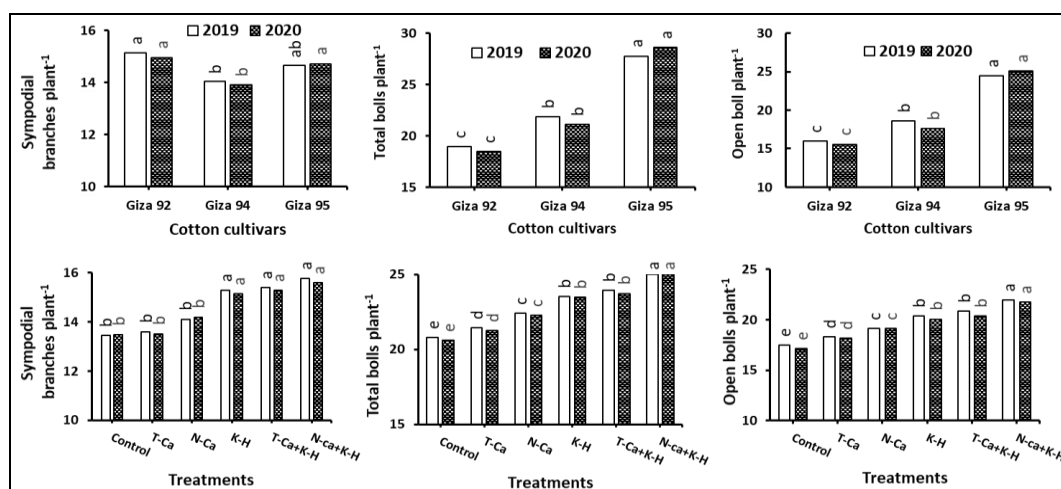 Sympodial
branches plant⁻¹
16
14
12
10
2019
2020
a
a
b
b
ab
a
Giza 92
Giza 94
Giza 95
Cotton cultivars
Total bolls plant⁻¹
30
25
20
15
2019
2020
c
c
b
b
a
a
Giza 92
Giza 94
Giza 95
Cotton cultivars
Open boll plant⁻¹
30
25
20
15
10
2019
2020
c
c
b
b
a
a
Giza 92
Giza 94
Giza 95
Cotton cultivars
Sympodial
branches plant⁻¹
16
14
12
10
b
b
b
b
b
b
a
a
a
a
a
a
Control
T-Ca
N-Ca
K-H
T-Ca+K-H
N-ca+K-H
Treatments
Total bolls plant⁻¹
25
20
15
e
e
d
d
c
c
b
b
b
b
a
a
Control
T-Ca
N-Ca
K-H
T-Ca+K-H
N-ca+K-H
Treatments
Open bolls plant⁻¹
25
20
15
10
e
e
d
d
c
c
b
b
b
b
a
a
Control
T-Ca
N-Ca
K-H
T-Ca+K-H
N-ca+K-H
Treatments